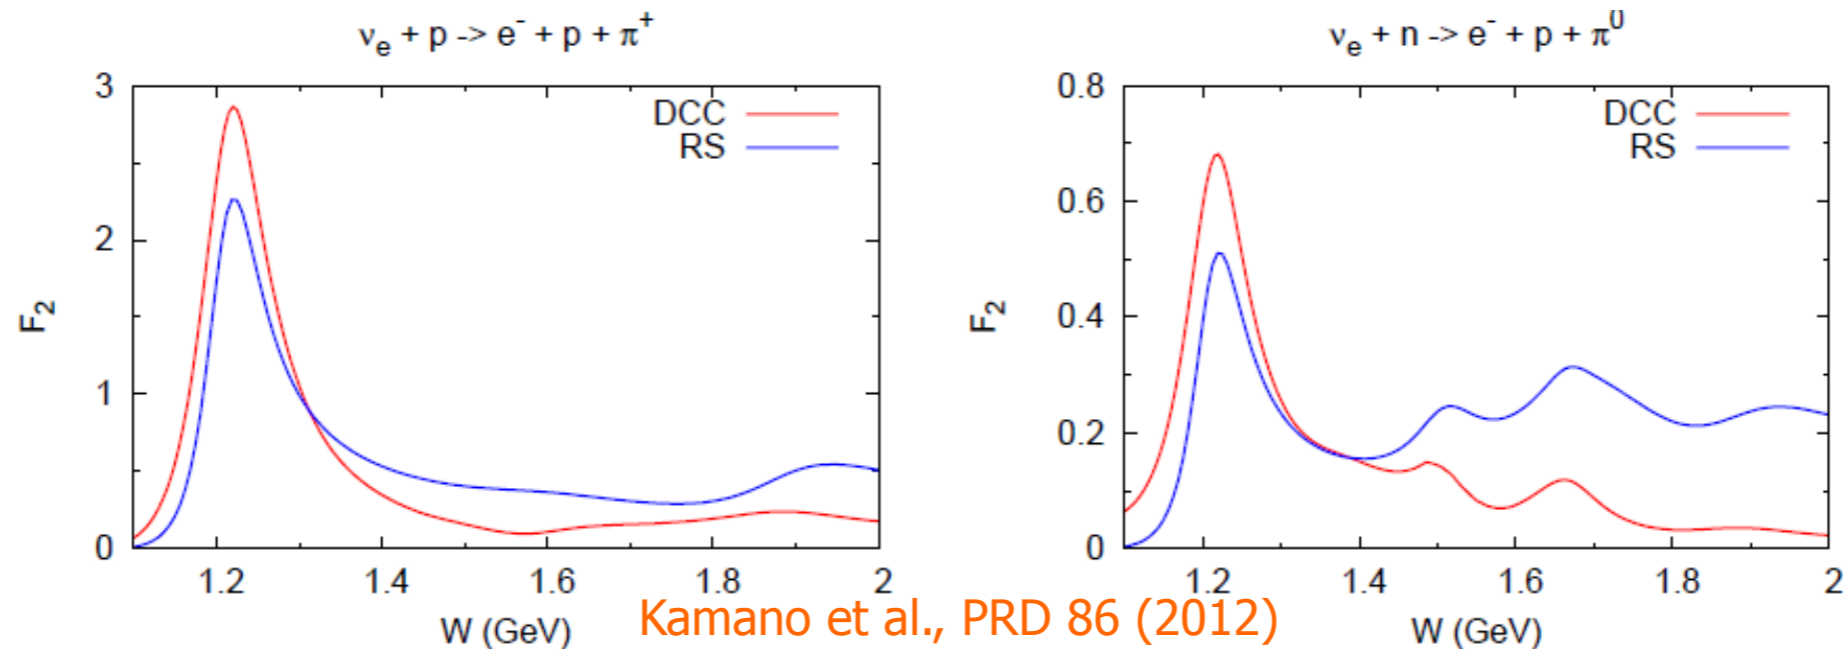 νe + p -> e- + p + π+
3
2
1
0
F2
DCC
RS
1.2 1.4 1.6 1.8 2
W (GeV)
νe + n -> e- + p + π0
0.8
0.6
0.4
0.2
0
F2
DCC
RS
1.2 1.4 1.6 1.8 2
W (GeV)
Kamano et al., PRD 86 (2012)